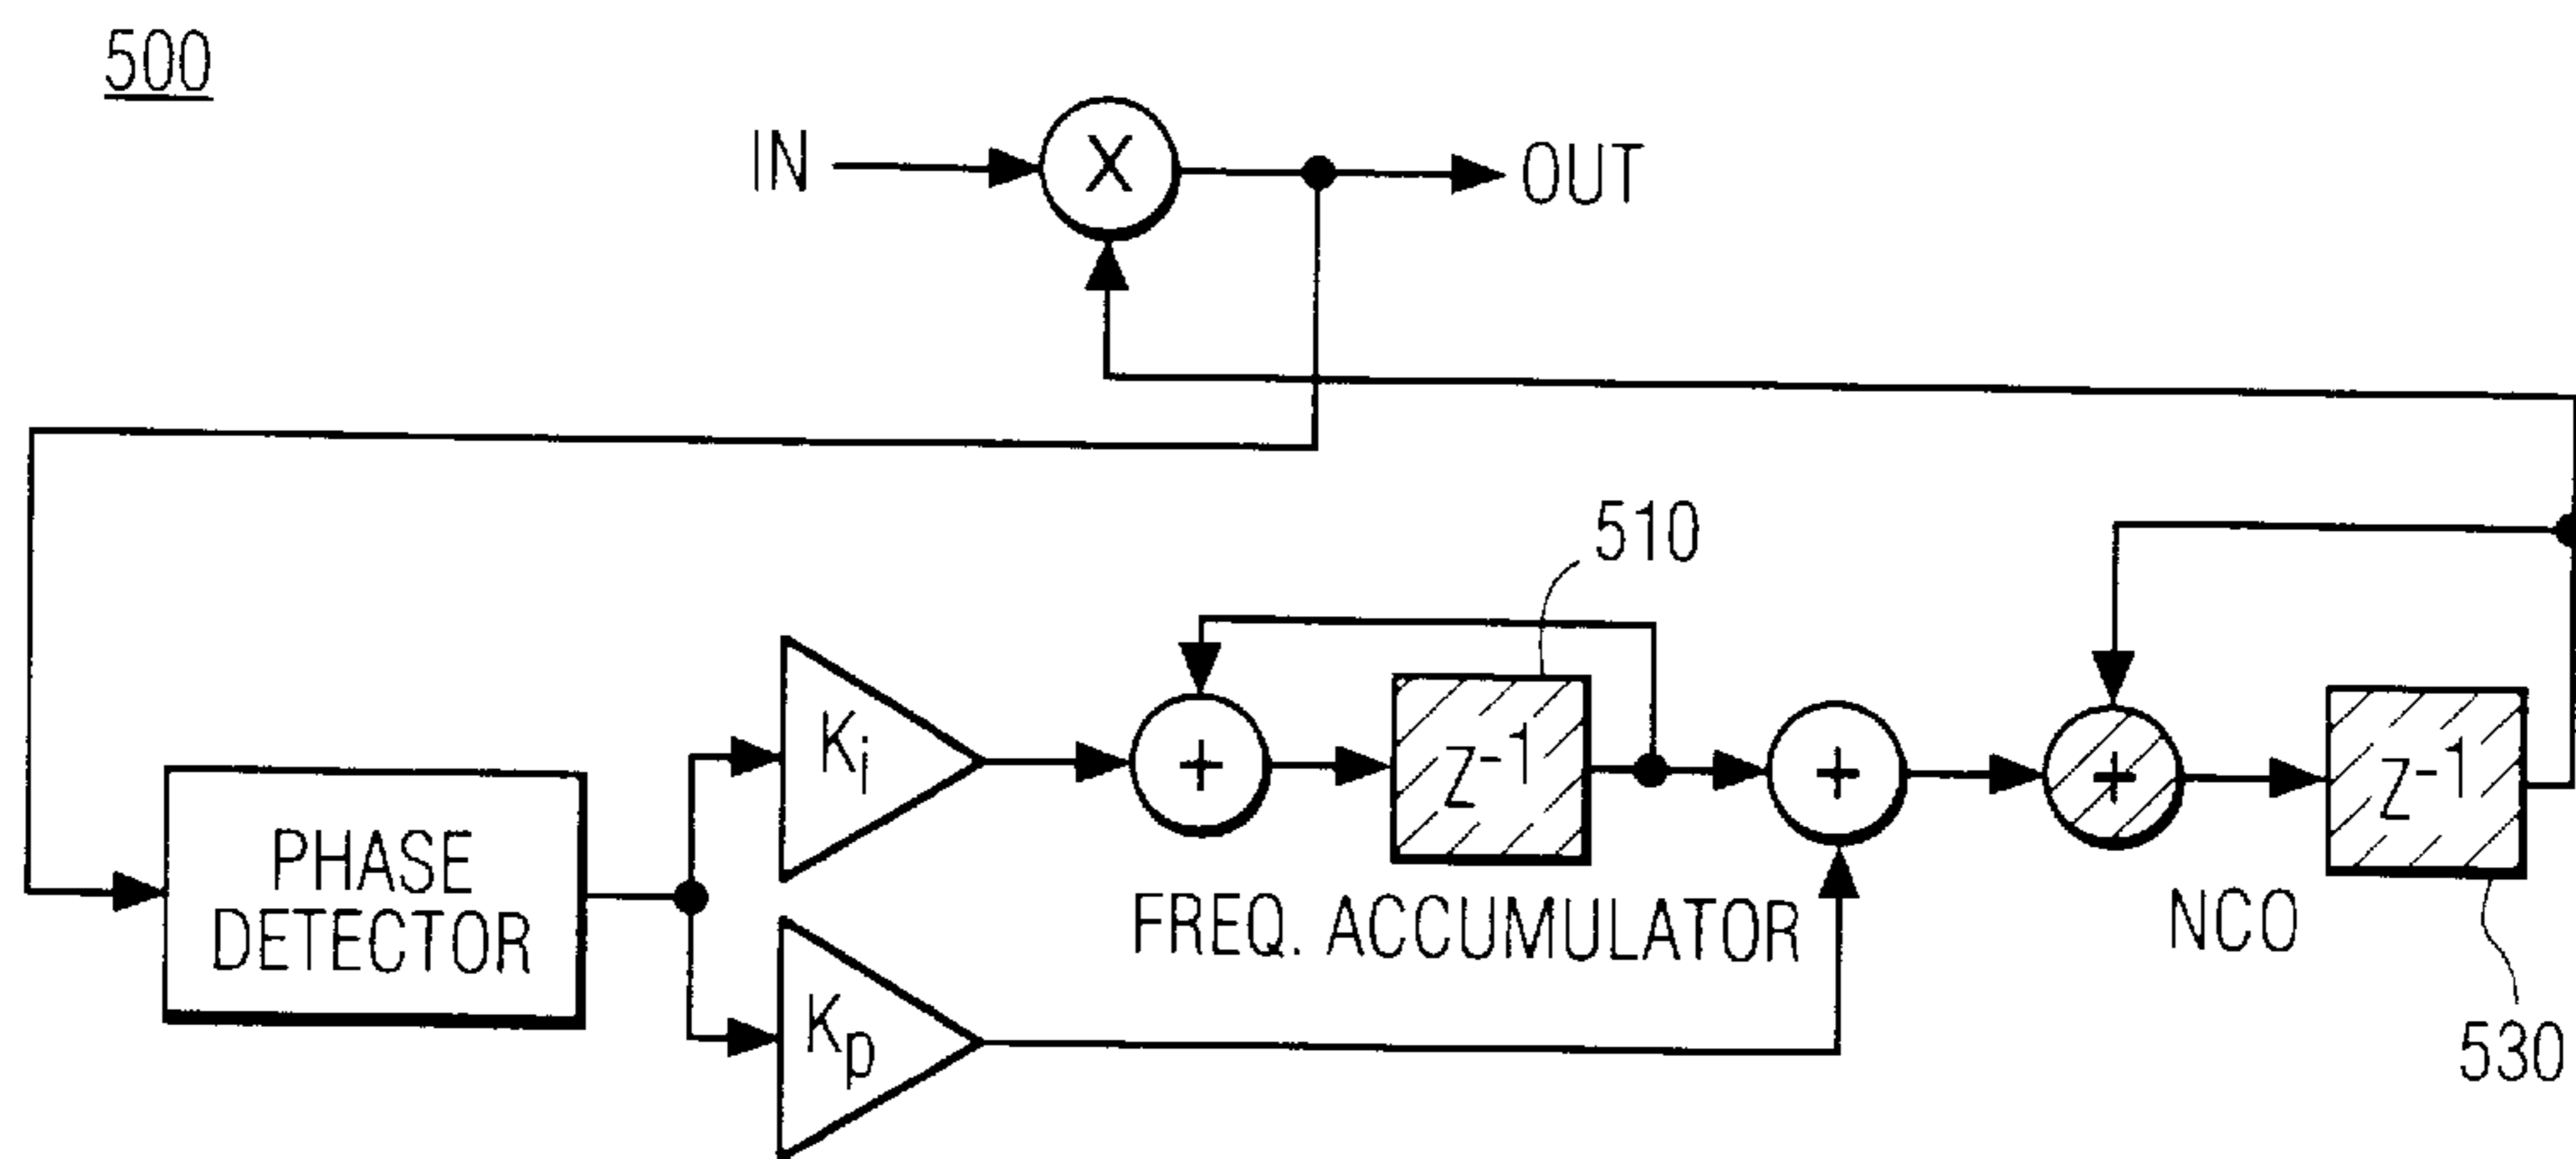 500
IN
X
OUT
510
Ki
+
Z-1
+
+
Z-1
PHASE
DETECTOR
FREQ. ACCUMULATOR
NCO
Kp
530